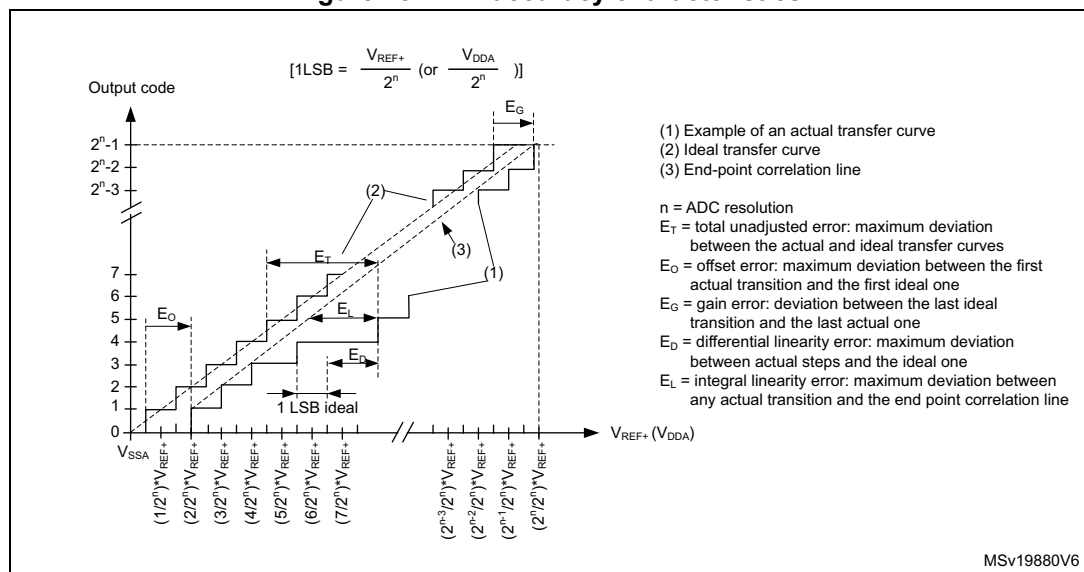 [1LSB = V_REF+ / 2^n (or V_DDA / 2^n )]
Output code
E_G
2^n-1
2^n-2
2^n-3
(2)
(3)
(1)
E_T
7
6
5
4
3
2
1
0
E_O
E_L
E_D
1 LSB ideal
V_SSA
V_REF+ (V_DDA)
(1/2^n)*V_REF+
(2/2^n)*V_REF+
(3/2^n)*V_REF+
(4/2^n)*V_REF+
(5/2^n)*V_REF+
(6/2^n)*V_REF+
(7/2^n)*V_REF+
(2^n-3/2^n)*V_REF+
(2^n-2/2^n)*V_REF+
(2^n-1/2^n)*V_REF+
(2^n/2^n)*V_REF+
(1) Example of an actual transfer curve
(2) Ideal transfer curve
(3) End-point correlation line
n = ADC resolution
E_T = total unadjusted error: maximum deviation
between the actual and ideal transfer curves
E_O = offset error: maximum deviation between the first
actual transition and the first ideal one
E_G = gain error: deviation between the last ideal
transition and the last actual one
E_D = differential linearity error: maximum deviation
between actual steps and the ideal one
E_L = integral linearity error: maximum deviation between
any actual transition and the end point correlation line
MSv19880V6